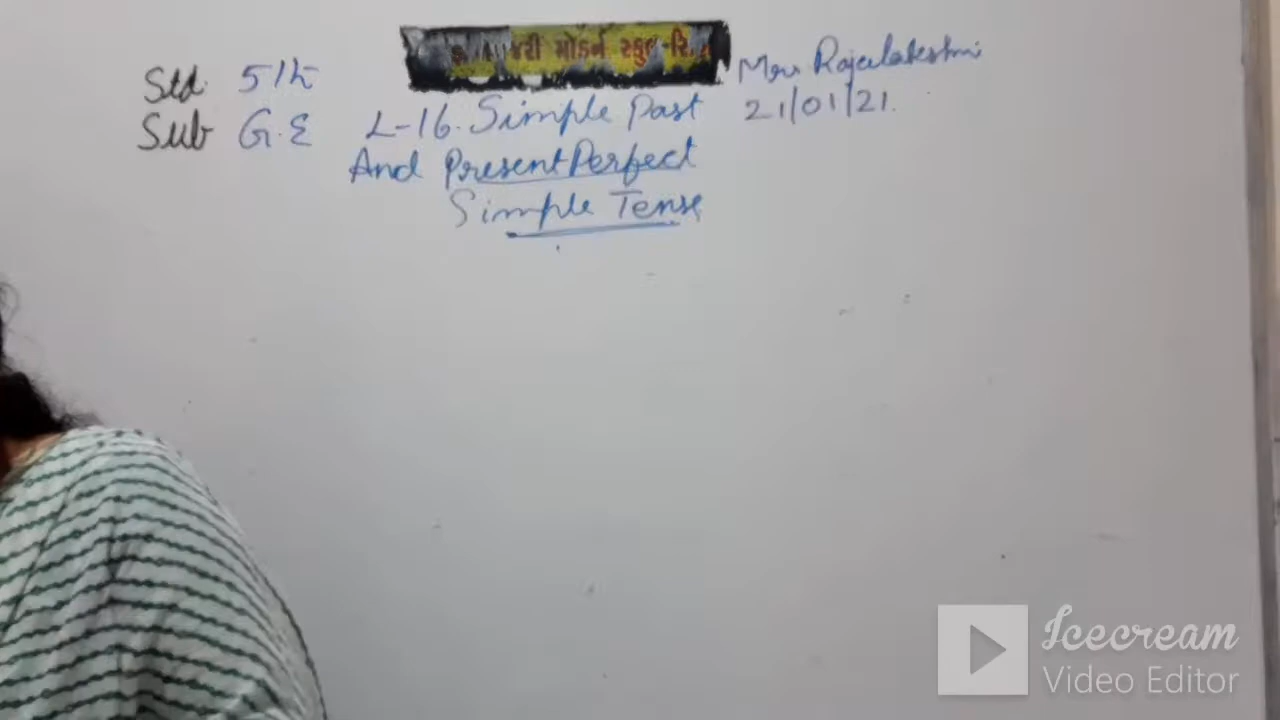 Std. 5th
Sub G.E
મોડર્ન સ્કુલ
L-16. Simple Past
And Present Perfect
Simple Tense
Mrs Rajalakshmi
21/01/21.
Icecream
Video Editor